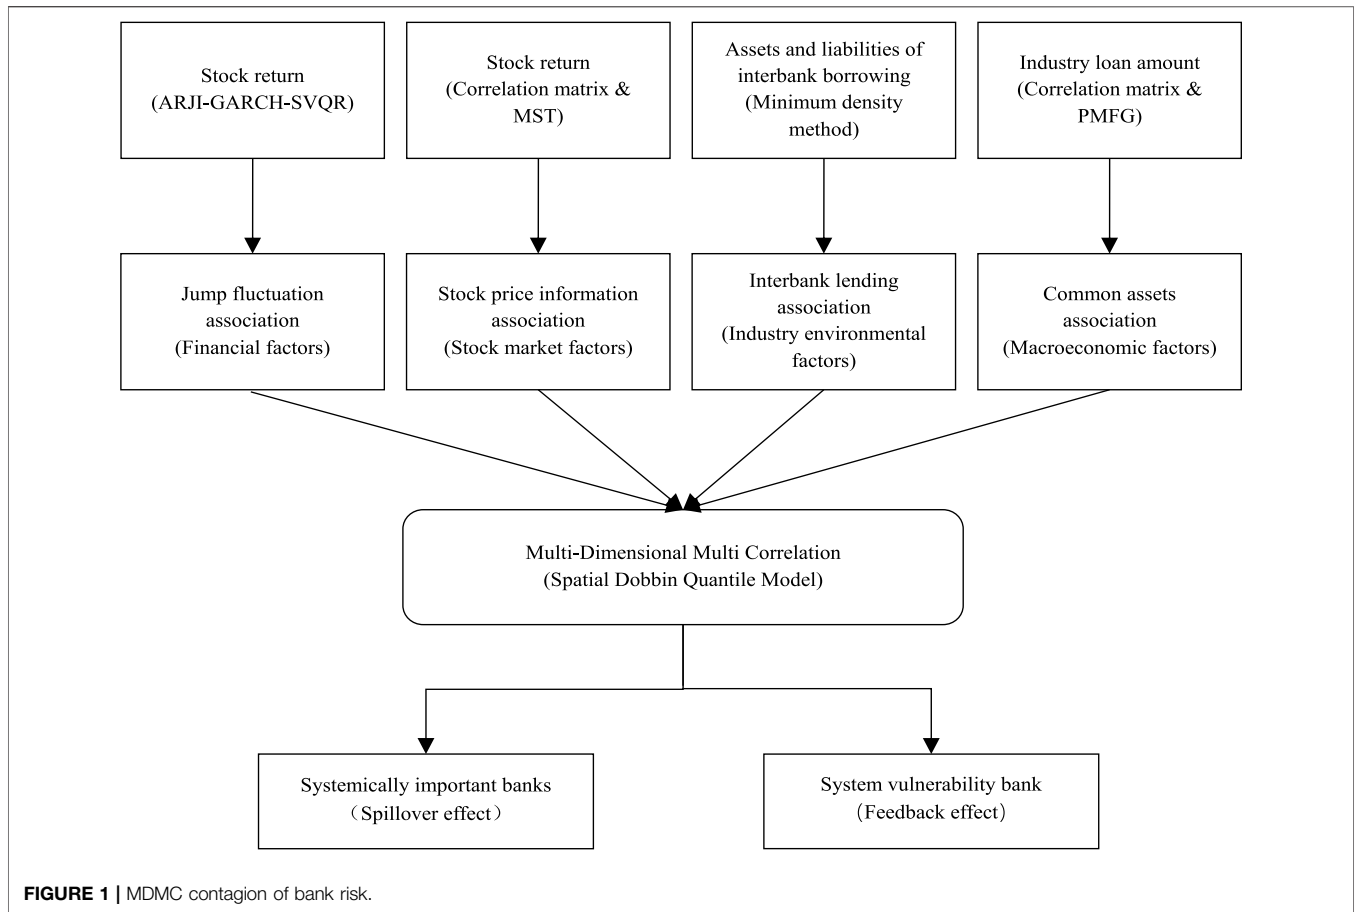 Stock return
(ARJI-GARCH-SVQR)
Stock return
(Correlation matrix &
MST)
Assets and liabilities of
interbank borrowing
(Minimum density
method)
Industry loan amount
(Correlation matrix &
PMFG)
Jump fluctuation
association
(Financial factors)
Stock price information
association
(Stock market factors)
Interbank lending
association
(Industry environmental
factors)
Common assets
association
(Macroeconomic factors)
Multi-Dimensional Multi Correlation
(Spatial Dobbin Quantile Model)
Systemically important banks
（Spillover effect）
System vulnerability bank
（Feedback effect）
FIGURE 1 | MDMC contagion of bank risk.